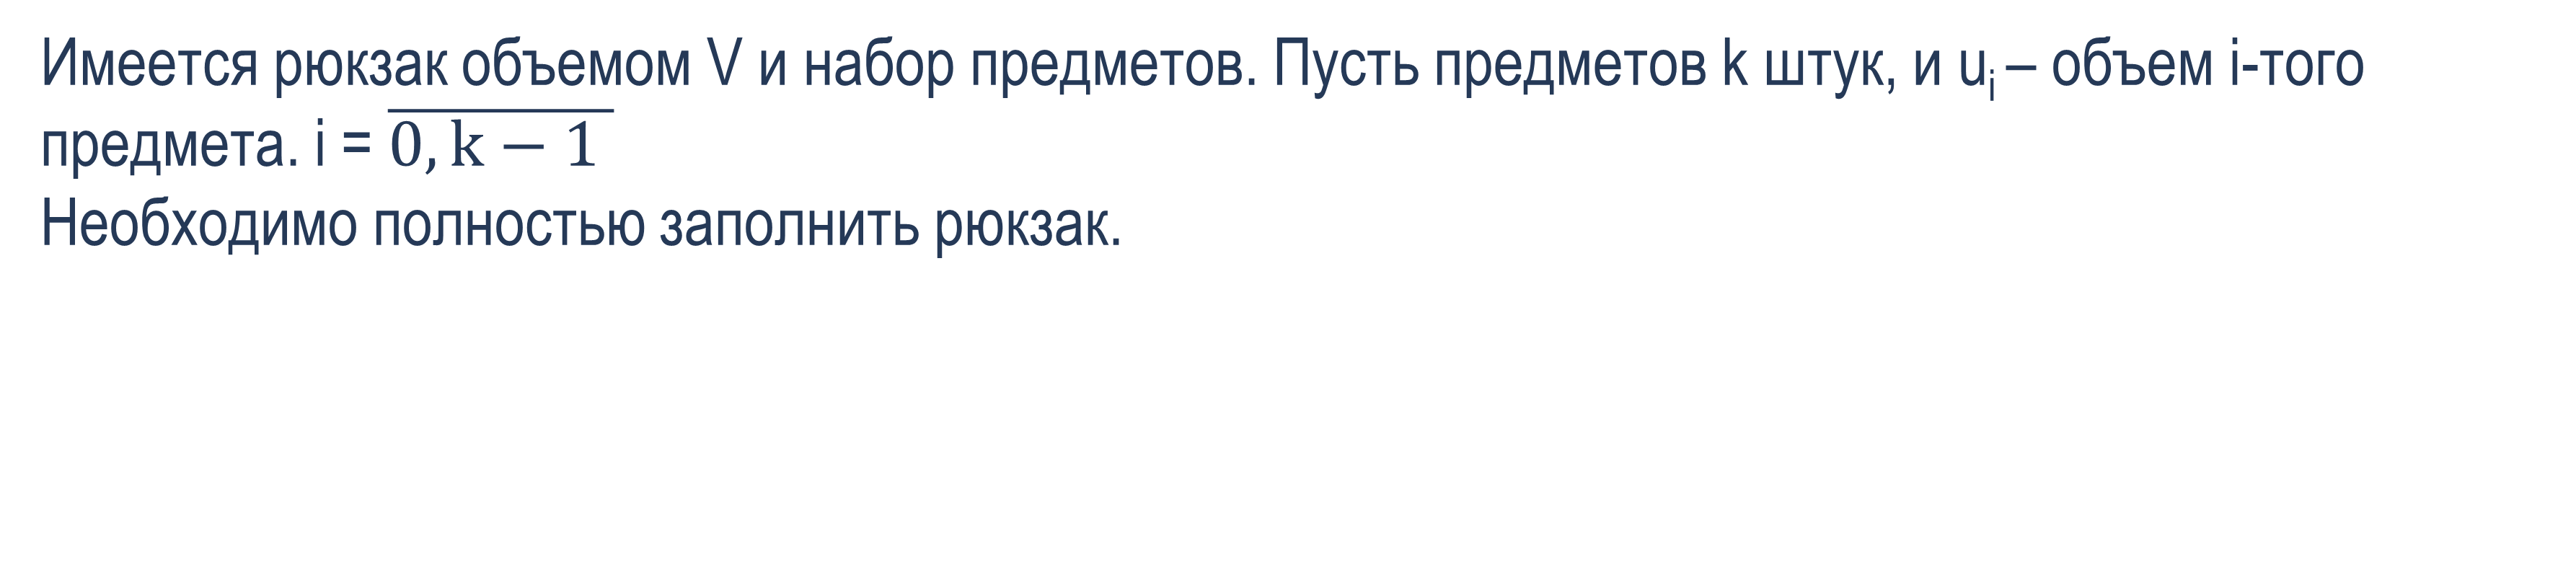 Имеется рюкзак объемом V и набор предметов. Пусть предметов k штук, и uᵢ – объем i-того
предмета. i = 0, k − 1
Необходимо полностью заполнить рюкзак.